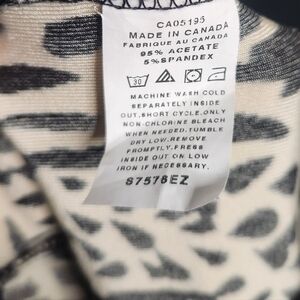 CA05195
MADE IN CANADA
FABRIQUE AU CANADA
95% ACETATE
5% SPANDEX
30
MACHINE WASH COLD
SEPARATELY INSIDE
OUT.SHORT CYCLE.ONLY
NON-CHLORINE BLEACH
WHEN NEEDED.TUMBLE
DRY LOW.REMOVE
PROMPTLY.PRESS
INSIDE OUT ON LOW
IRON IF NECESSARY.
87578EZ